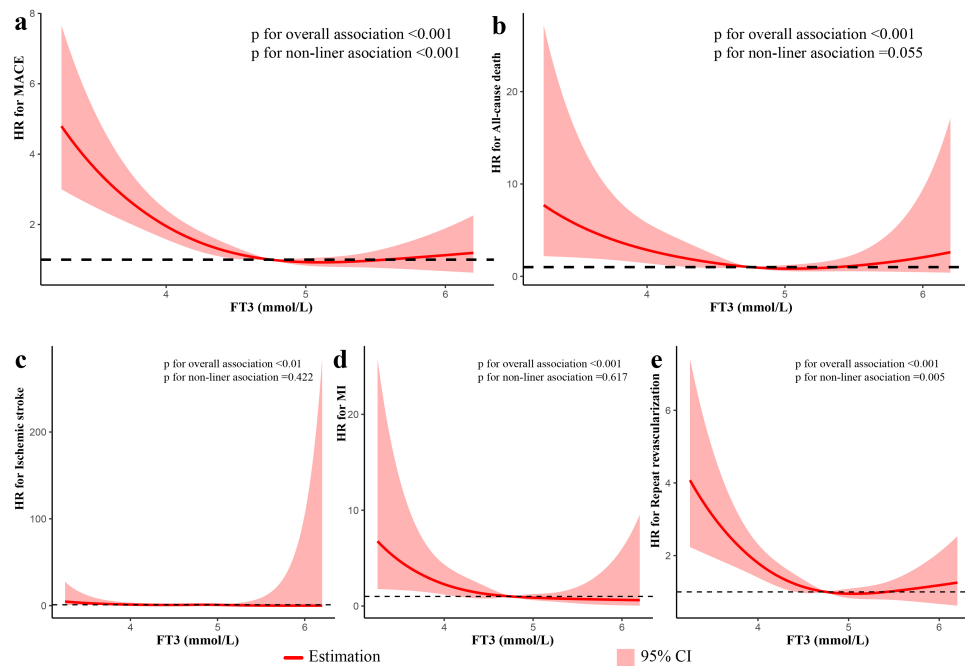 a
p for overall association <0.001
p for non-liner asociation <0.001
HR for MACE
8
6
4
2
4
5
6
FT3 (mmol/L)
b
p for overall association <0.001
p for non-liner asociation =0.055
HR for All-cause death
20
10
0
4
5
6
FT3 (mmol/L)
c
p for overall association <0.01
p for non-liner asociation =0.422
HR for Ischemic stroke
200
100
0
4
5
6
FT3 (mmol/L)
d
p for overall association <0.001
p for non-liner asociation =0.617
HR for MI
20
10
0
4
5
6
FT3 (mmol/L)
e
p for overall association <0.001
p for non-liner asociation =0.005
HR for Repeat revascularization
6
4
2
4
5
6
FT3 (mmol/L)
Estimation
95% CI